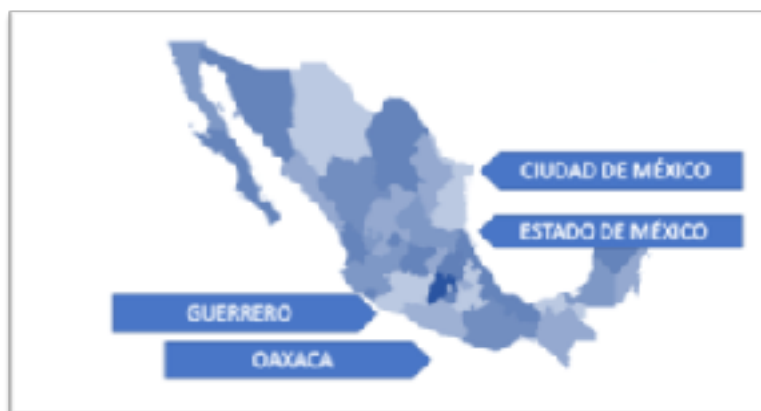 CIUDAD DE MÉXICO
ESTADO DE MÉXICO
GUERRERO
OAXACA